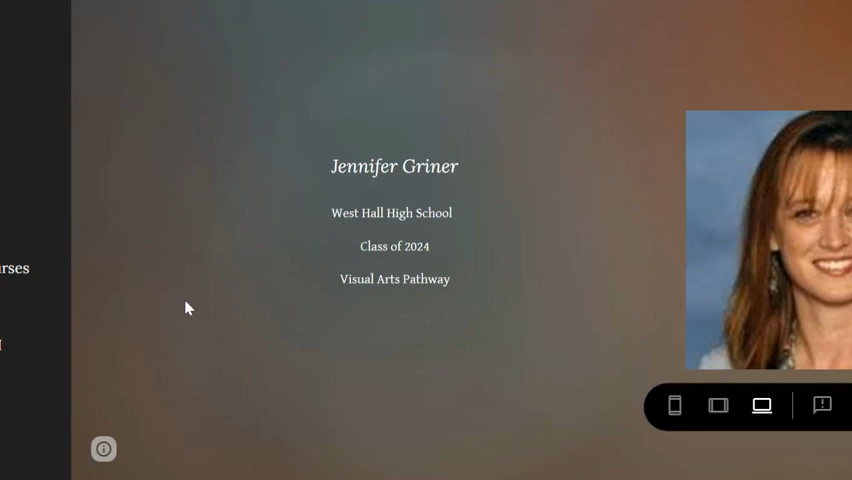 Jennifer Griner
West Hall High School
Class of 2024
Visual Arts Pathway